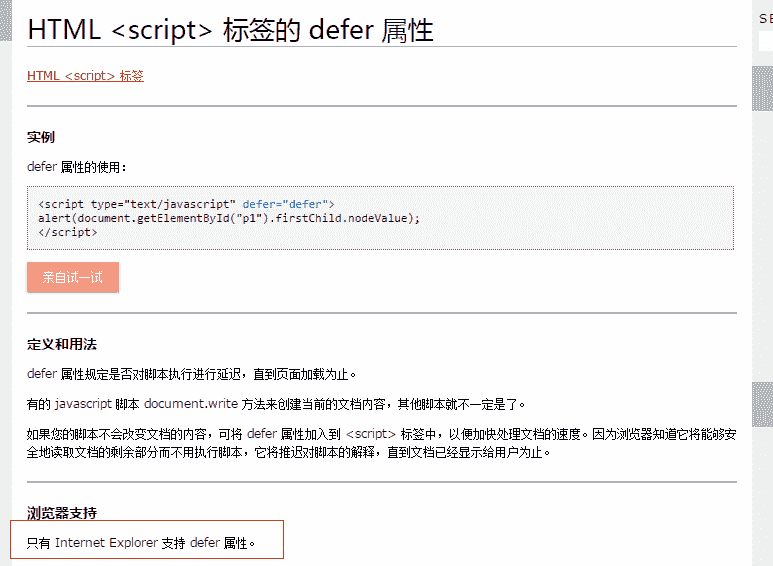 HTML <script> 标签的 defer 属性
SE
HTML <script> 标签
实例
defer 属性的使用：
<script type="text/javascript" defer="defer">
alert(document.getElementById("p1").firstChild.nodeValue);
</script>
亲自试一试
定义和用法
defer 属性规定是否对脚本执行进行延迟，直到页面加载为止。
有的 javascript 脚本 document.write 方法来创建当前的文档内容，其他脚本就不一定是了。
如果您的脚本不会改变文档的内容，可将 defer 属性加入到 <script> 标签中，以便加快处理文档的速度。因为浏览器知道它将能够安
全地读取文档的剩余部分而不用执行脚本，它将推迟对脚本的解释，直到文档已经显示给用户为止。
浏览器支持
只有 Internet Explorer 支持 defer 属性。